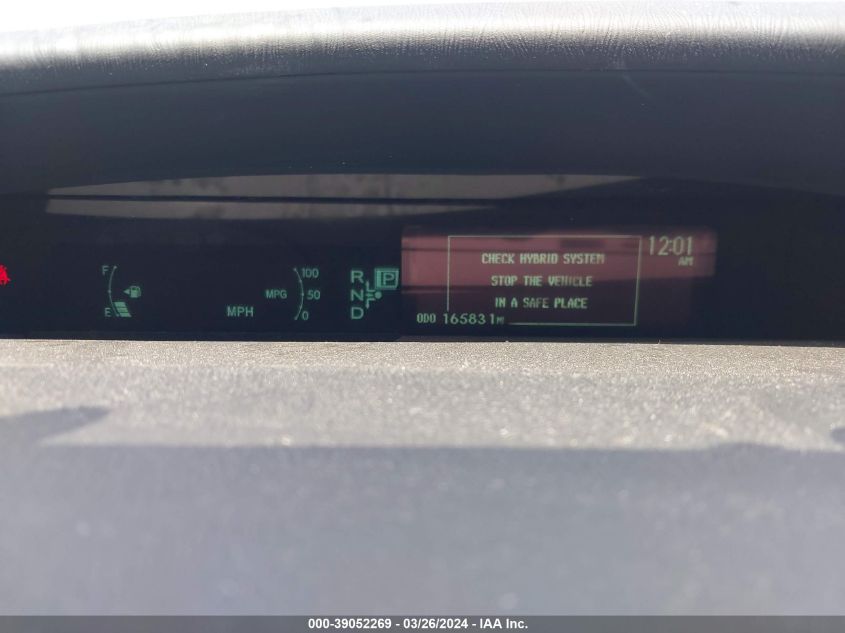 F
E
MPH
MPG
100
50
0
R
N
D
P
CHECK HYBRID SYSTEM
STOP THE VEHICLE
IN A SAFE PLACE
12:01
AM
ODO 165831 MI
000-39052269 - 03/26/2024 - IAA Inc.